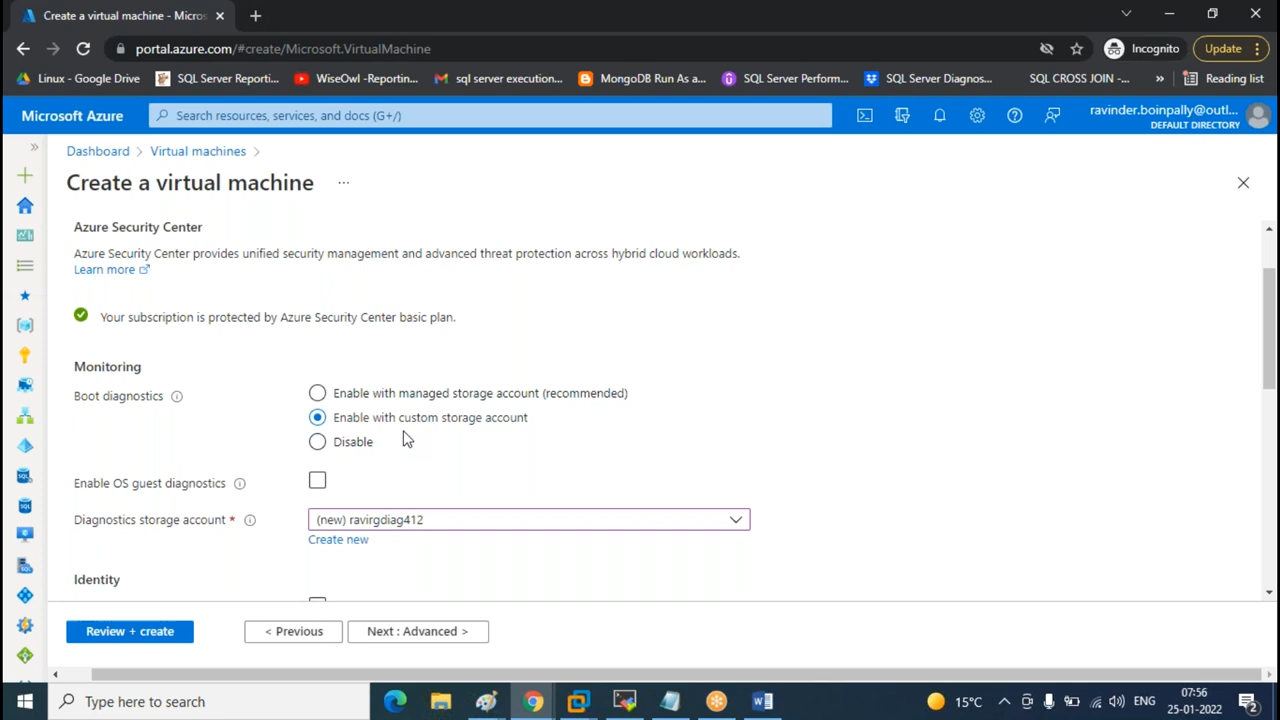 Create a virtual machine - Micros
portal.azure.com/#create/Microsoft.VirtualMachine
Incognito
Update
Linux - Google Drive
SQL Server Reporti...
WiseOwl -Reportin...
sql server execution...
MongoDB Run As a...
SQL Server Perform...
SQL Server Diagnos...
SQL CROSS JOIN -...
»
Reading list
Microsoft Azure
Search resources, services, and docs (G+/)
ravinder.boinpally@outl...
DEFAULT DIRECTORY
Dashboard > Virtual machines >
Create a virtual machine ...
Azure Security Center
Azure Security Center provides unified security management and advanced threat protection across hybrid cloud workloads.
Learn more
Your subscription is protected by Azure Security Center basic plan.
Monitoring
Boot diagnostics
Enable with managed storage account (recommended)
Enable with custom storage account
Disable
Enable OS guest diagnostics
Diagnostics storage account *
(new) ravirgdiag412
Create new
Identity
Review + create
< Previous
Next : Advanced >
Type here to search
15°C
ENG
07:56
25-01-2022
2